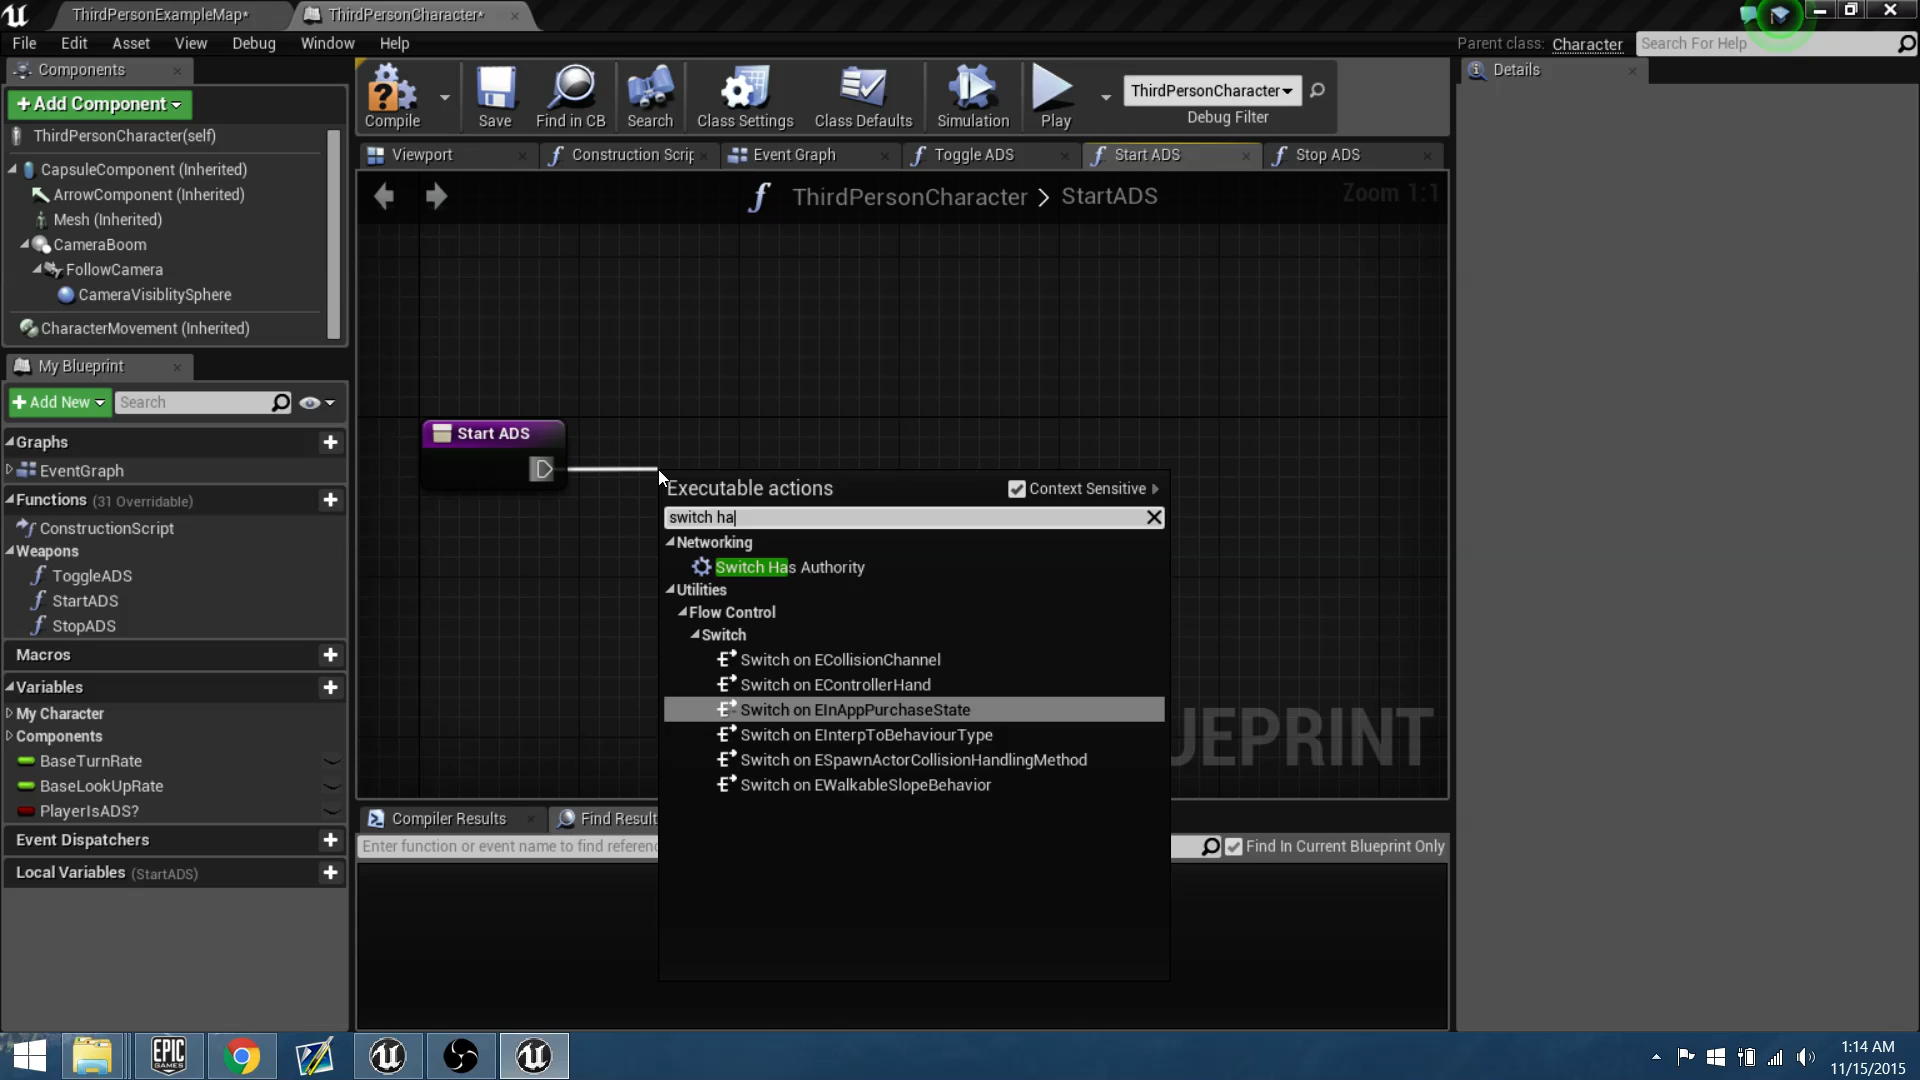 ThirdPersonExampleMap*
ThirdPersonCharacter*
File Edit Asset View Debug Window Help
Parent class: Character
Search For Help
Components
Add Component
ThirdPersonCharacter(self)
CapsuleComponent (Inherited)
ArrowComponent (Inherited)
Mesh (Inherited)
CameraBoom
FollowCamera
CameraVisiblitySphere
CharacterMovement (Inherited)
Compile Save Find in CB Search Class Settings Class Defaults Simulation Play
ThirdPersonCharacter
Debug Filter
Details
Viewport
Construction Scrip
Event Graph
Toggle ADS
Start ADS
Stop ADS
ThirdPersonCharacter > StartADS
Zoom 1:1
My Blueprint
Add New
Search
Graphs
EventGraph
Functions (31 Overridable)
ConstructionScript
Weapons
ToggleADS
StartADS
StopADS
Macros
Variables
My Character
Components
BaseTurnRate
BaseLookUpRate
PlayerIsADS?
Event Dispatchers
Local Variables (StartADS)
Start ADS
Executable actions
Context Sensitive
switch ha
Networking
Switch Has Authority
Utilities
Flow Control
Switch
Switch on ECollisionChannel
Switch on EControllerHand
Switch on EInAppPurchaseState
Switch on EInterpToBehaviourType
Switch on ESpawnActorCollisionHandlingMethod
Switch on EWalkableSlopeBehavior
UEPRINT
Compiler Results
Find Result
Enter function or event name to find referenc
Find In Current Blueprint Only
EPIC
GAMES
1:14 AM
11/15/2015